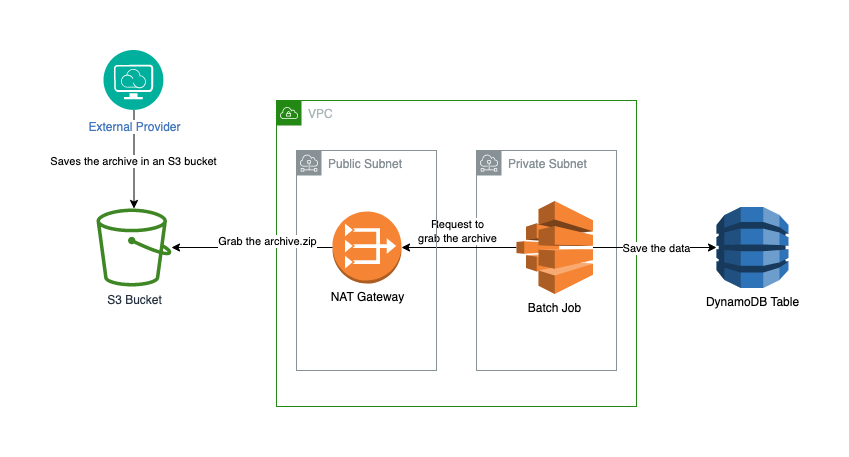 External Provider
Saves the archive in an S3 bucket
S3 Bucket
Grab the archive.zip
VPC
Public Subnet
NAT Gateway
Request to
grab the archive
Private Subnet
Batch Job
Save the data
DynamoDB Table